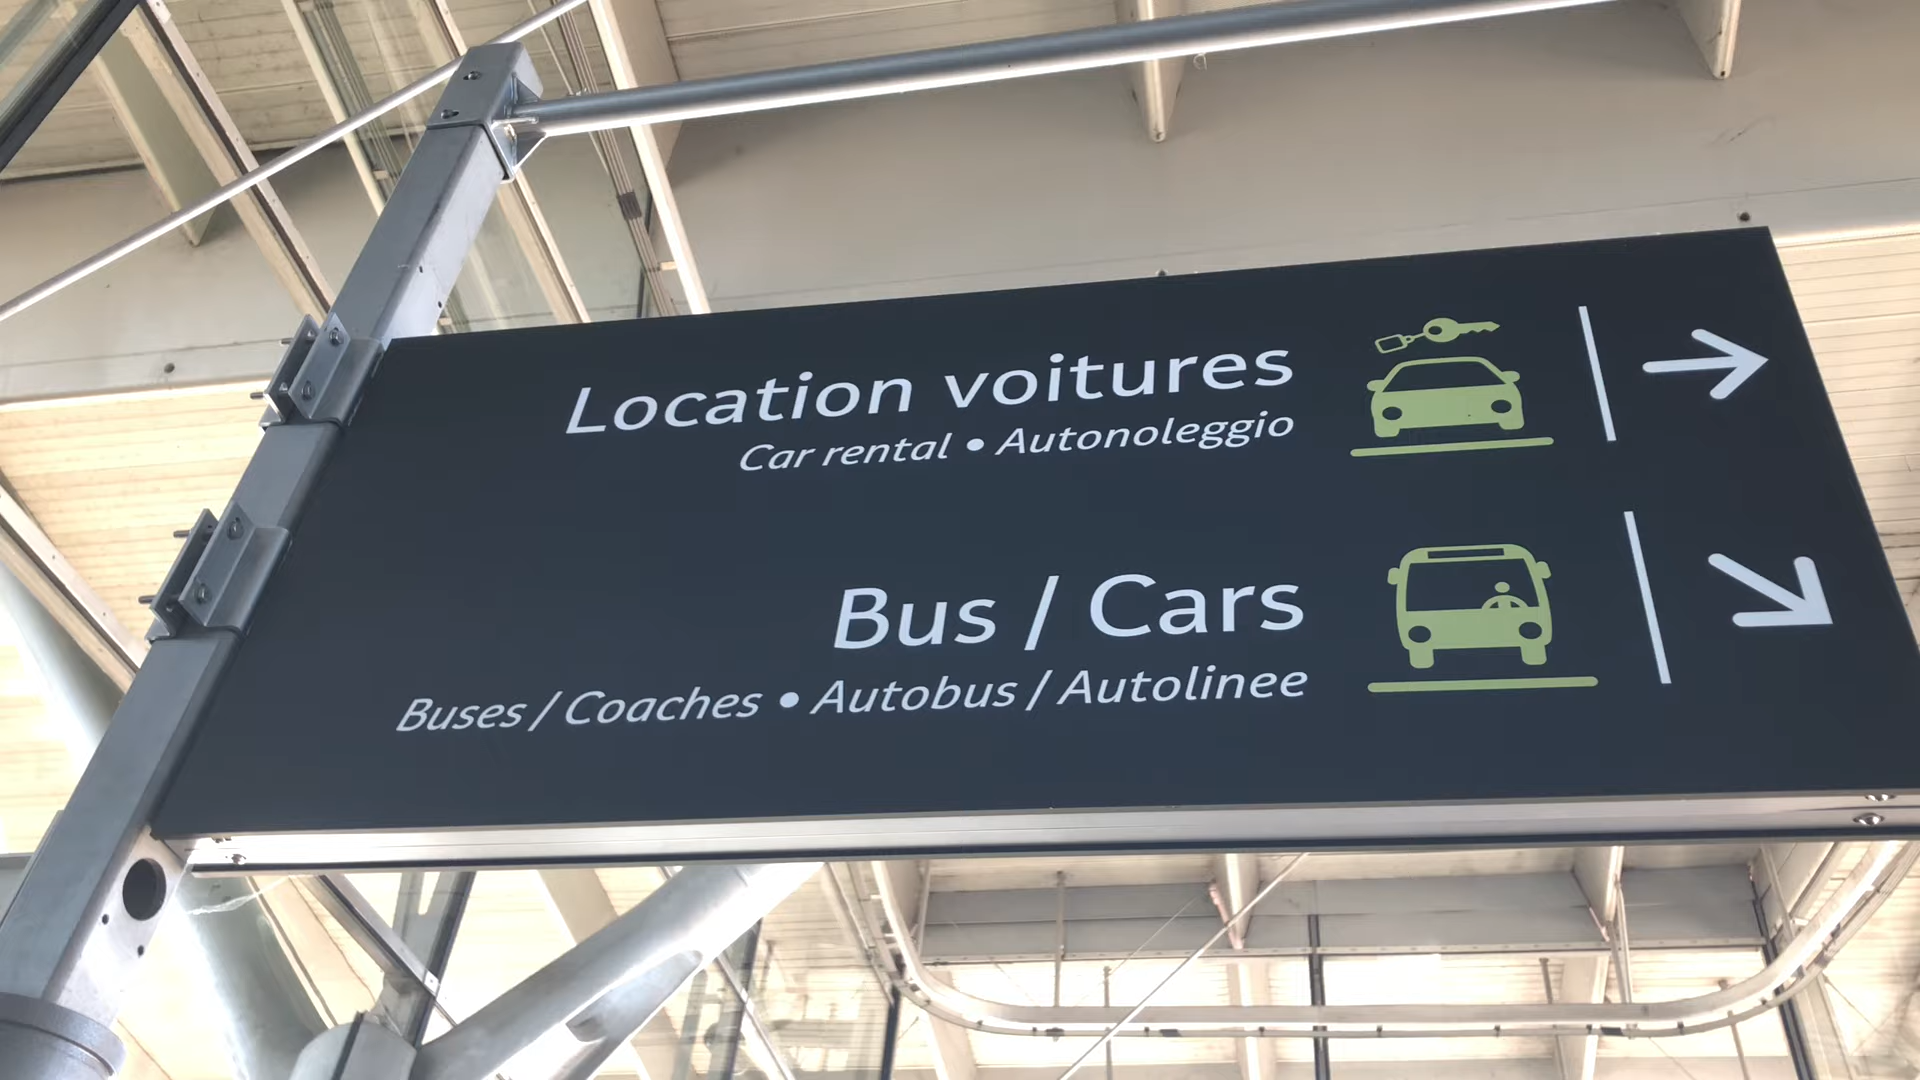 Location voitures
Car rental • Autonoleggio
Bus / Cars
Buses / Coaches • Autobus / Autolinee